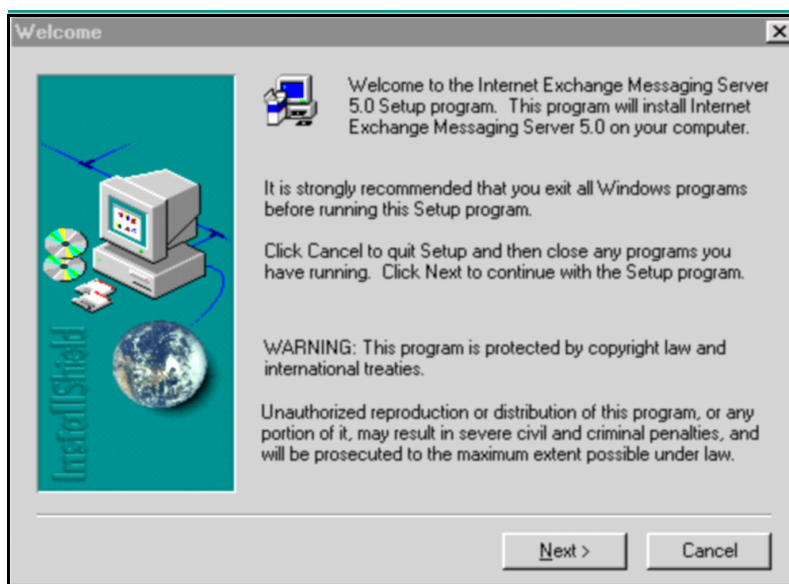 Welcome
Welcome to the Internet Exchange Messaging Server
5.0 Setup program. This program will install Internet
Exchange Messaging Server 5.0 on your computer.
It is strongly recommended that you exit all Windows programs
before running this Setup program.
Click Cancel to quit Setup and then close any programs you
have running. Click Next to continue with the Setup program.
WARNING: This program is protected by copyright law and
international treaties.
Unauthorized reproduction or distribution of this program, or any
portion of it, may result in severe civil and criminal penalties, and
will be prosecuted to the maximum extent possible under law.
InstallShield
Next >
Cancel